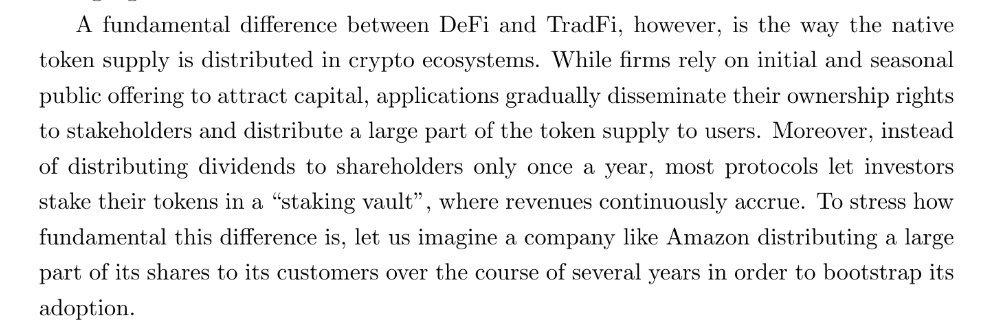 A fundamental difference between DeFi and TradFi, however, is the way the native
token supply is distributed in crypto ecosystems. While firms rely on initial and seasonal
public offering to attract capital, applications gradually disseminate their ownership rights
to stakeholders and distribute a large part of the token supply to users. Moreover, instead
of distributing dividends to shareholders only once a year, most protocols let investors
stake their tokens in a “staking vault”, where revenues continuously accrue. To stress how
fundamental this difference is, let us imagine a company like Amazon distributing a large
part of its shares to its customers over the course of several years in order to bootstrap its
adoption.